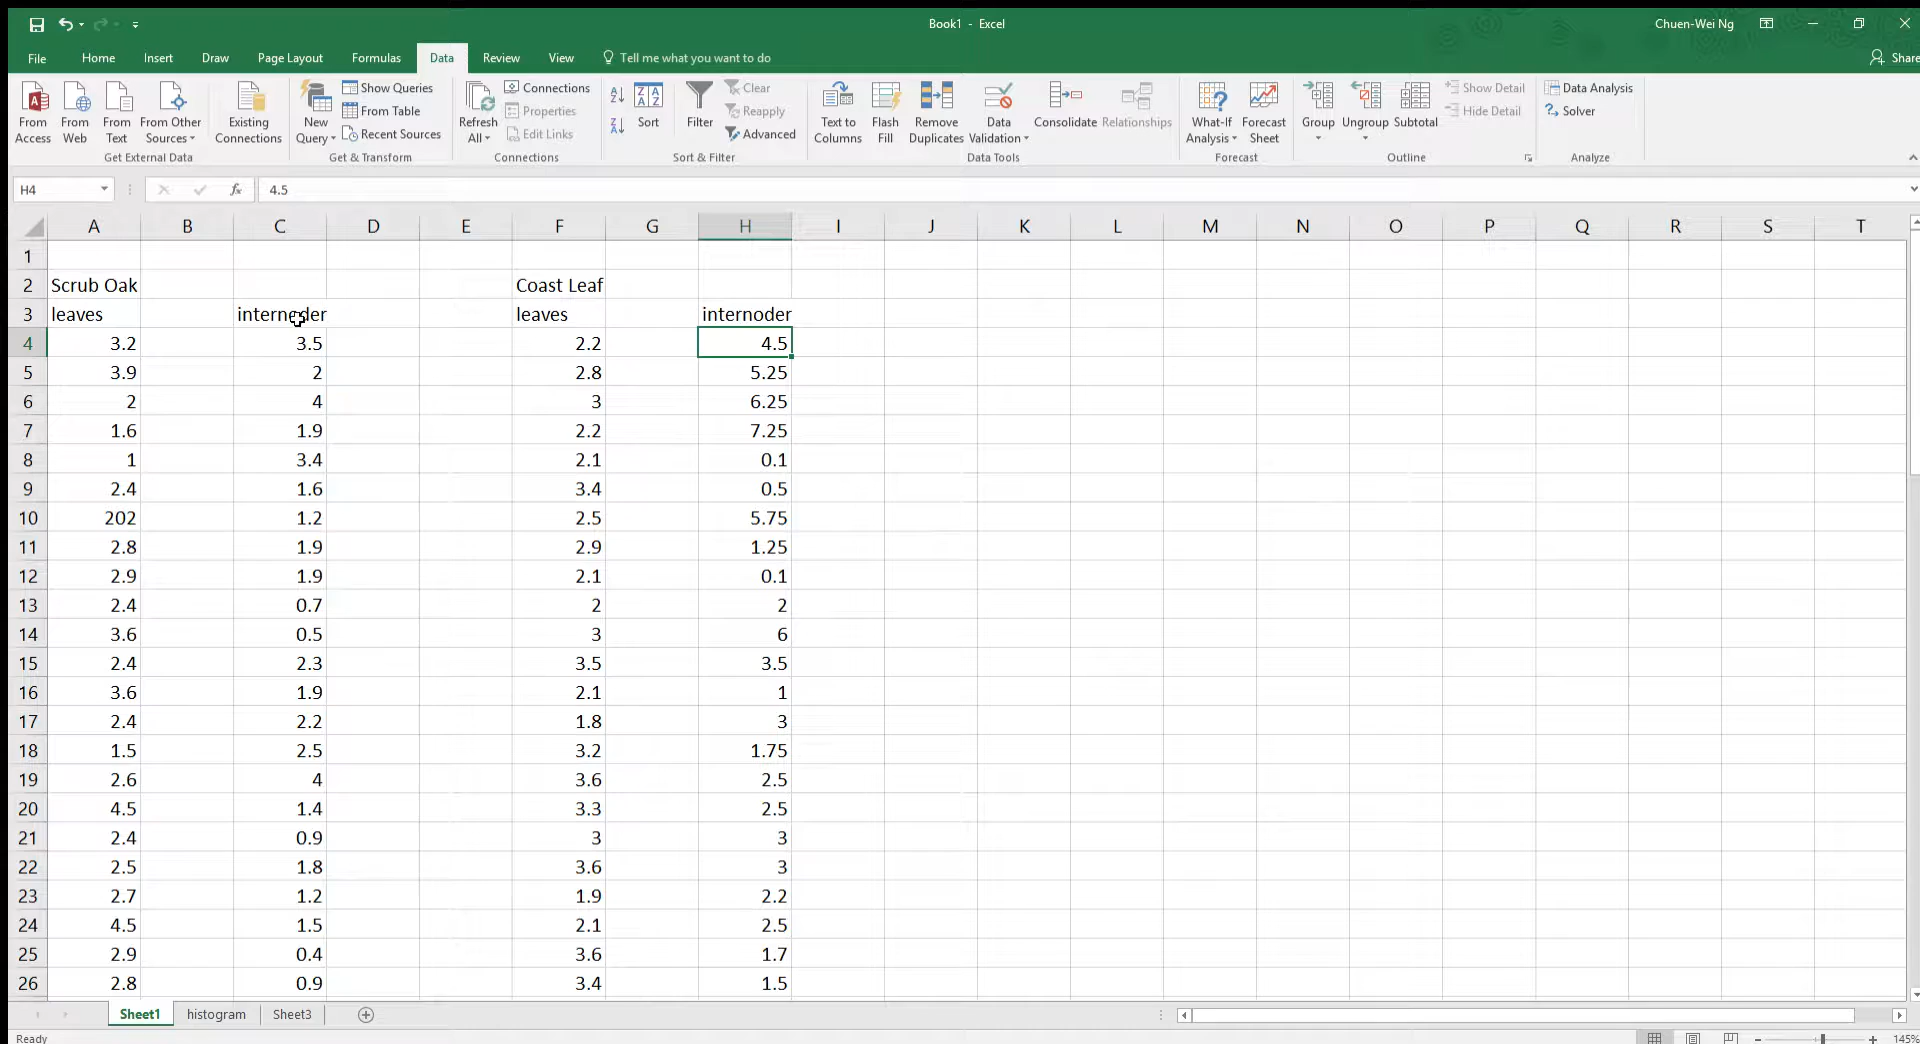 Book1 - Excel
Chuen-Wei Ng
File Home Insert Draw Page Layout Formulas Data Review View Tell me what you want to do Share
From Access
From Web
From Text
From Other Sources
Existing Connections
Get External Data
New Query
Show Queries
From Table
Recent Sources
Get & Transform
Refresh All
Connections
Properties
Edit Links
Connections
Sort
Filter
Clear
Reapply
Advanced
Sort & Filter
Text to Columns
Flash Fill
Remove Duplicates
Data Validation
Consolidate
Relationships
Data Tools
What-If Analysis
Forecast Sheet
Forecast
Group
Ungroup
Subtotal
Show Detail
Hide Detail
Outline
Data Analysis
Solver
Analyze
H4 fx 4.5
A B C D E F G H I J K L M N O P Q R S T
1
2 Scrub Oak Coast Leaf
3 leaves internoder leaves internoder
4 3.2 3.5 2.2 4.5
5 3.9 2 2.8 5.25
6 2 4 3 6.25
7 1.6 1.9 2.2 7.25
8 1 3.4 2.1 0.1
9 2.4 1.6 3.4 0.5
10 202 1.2 2.5 5.75
11 2.8 1.9 2.9 1.25
12 2.9 1.9 2.1 0.1
13 2.4 0.7 2 2
14 3.6 0.5 3 6
15 2.4 2.3 3.5 3.5
16 3.6 1.9 2.1 1
17 2.4 2.2 1.8 3
18 1.5 2.5 3.2 1.75
19 2.6 4 3.6 2.5
20 4.5 1.4 3.3 2.5
21 2.4 0.9 3 3
22 2.5 1.8 3.6 3
23 2.7 1.2 1.9 2.2
24 4.5 1.5 2.1 2.5
25 2.9 0.4 3.6 1.7
26 2.8 0.9 3.4 1.5
Sheet1 histogram Sheet3
Ready 145%